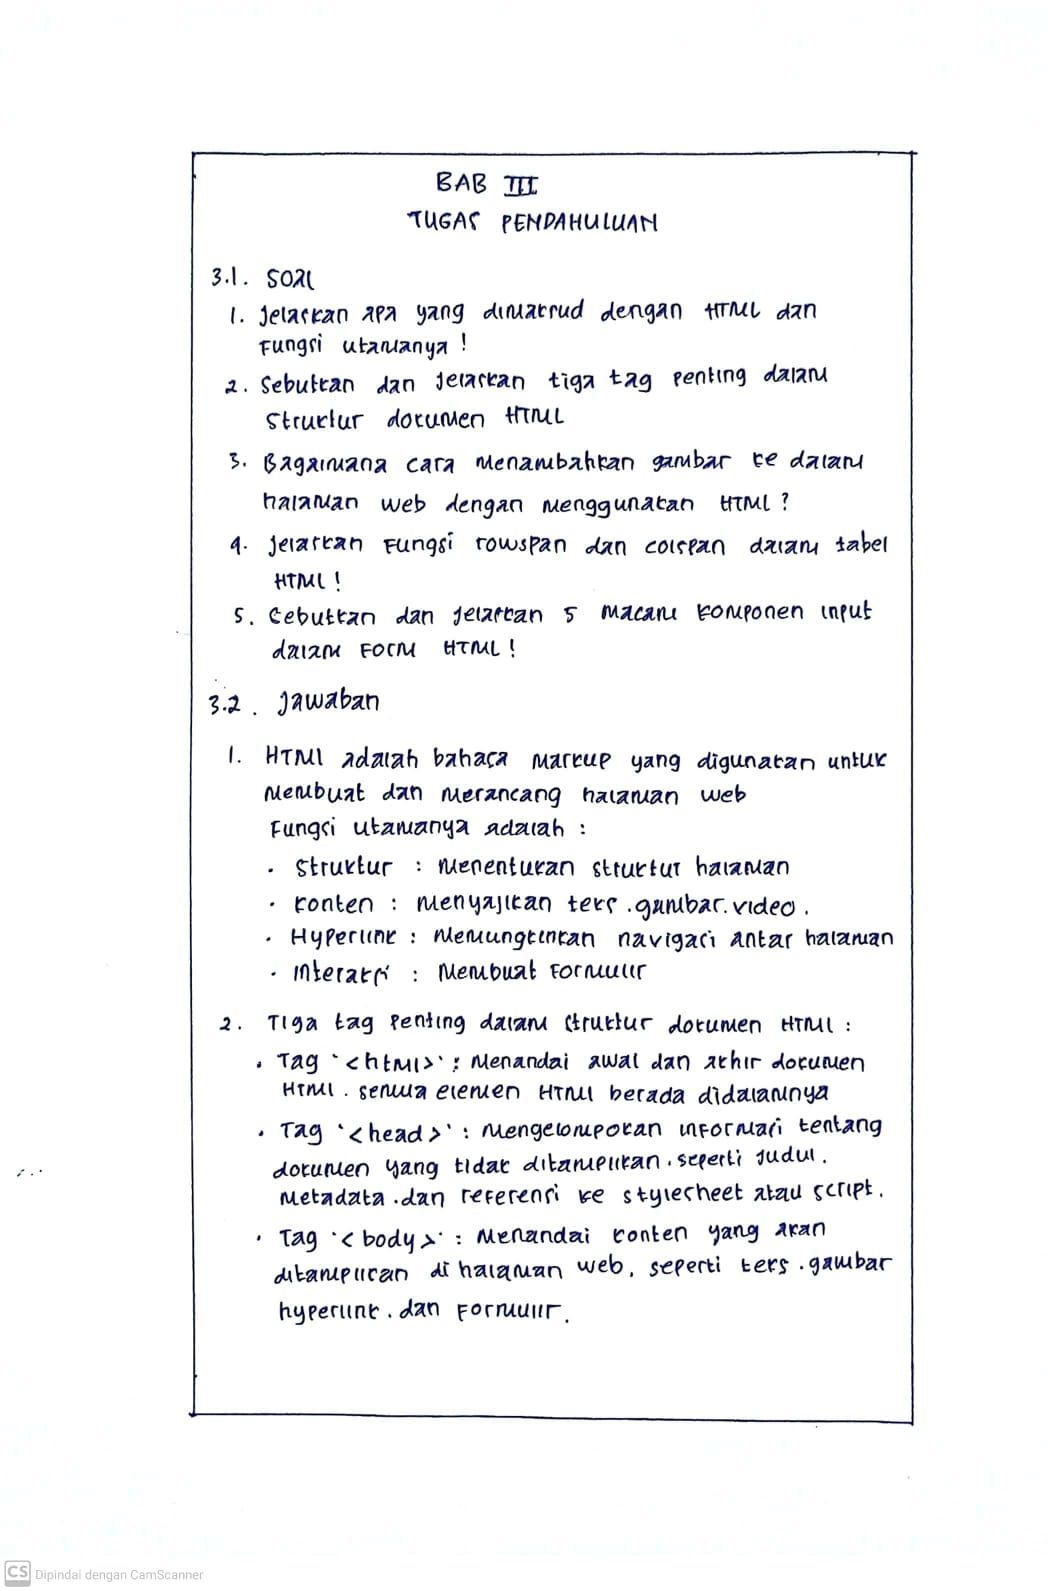 BAB III
TUGAS PENDAHULUAN
3.1. SOAL
1. Jelaskan apa yang dimaksud dengan HTML dan
Fungsi utamanya !
2. Sebutkan dan jelaskan tiga tag penting dalam
Struktur dokumen HTML
3. Bagaimana cara menambahkan gambar ke dalam
halaman web dengan menggunakan HTML ?
4. Jelaskan Fungsi rowspan dan colspan dalam tabel
HTML !
5. Sebutkan dan jelaskan 5 macam komponen input
dalam Form HTML !
3.2. Jawaban
1. HTML adalah bahasa markup yang digunakan untuk
Membuat dan merancang halaman web
Fungsi utamanya adalah :
· Struktur : Menentukan struktur halaman
· Konten : Menyajikan teks . gambar . video .
· Hyperlink : Memungkinkan navigasi antar halaman
· Interaksi : Membuat Formulir
2. Tiga tag penting dalam struktur dokumen HTML :
· Tag `<html>` : Menandai awal dan akhir dokumen
HTML . semua elemen HTML berada didalamnya
· Tag `<head>` : Mengelompokan informasi tentang
dokumen yang tidak ditampilkan . seperti judul .
Metadata . dan referensi ke stylesheet atau script .
· Tag `<body>` : Menandai konten yang akan
ditampilkan di halaman web , seperti teks . gambar
hyperlink . dan Formulir .
CS Dipindai dengan CamScanner